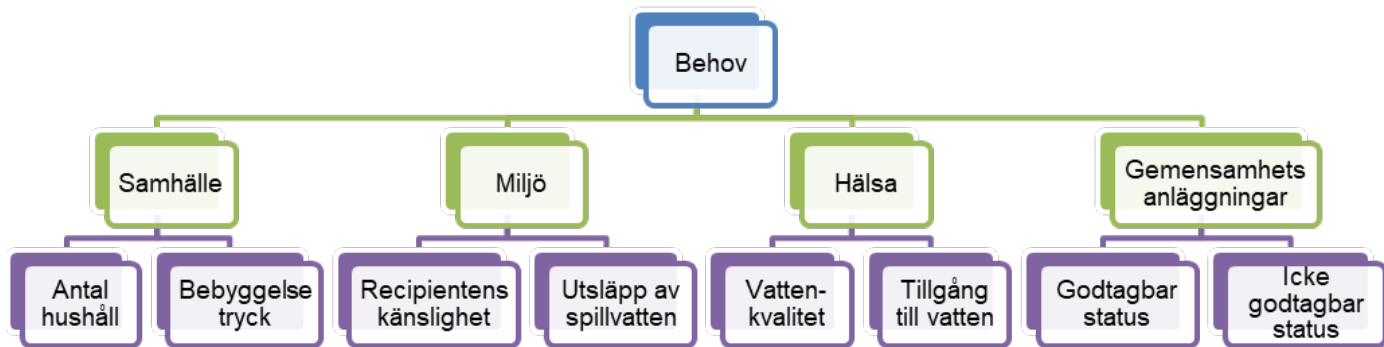 Behov
Samhälle
Miljö
Hälsa
Gemensamhets
anläggningar
Antal
hushåll
Bebyggelse
tryck
Recipientens
känslighet
Utsläpp av
spillvatten
Vatten-
kvalitet
Tillgång
till vatten
Godtagbar
status
Icke
godtagbar
status